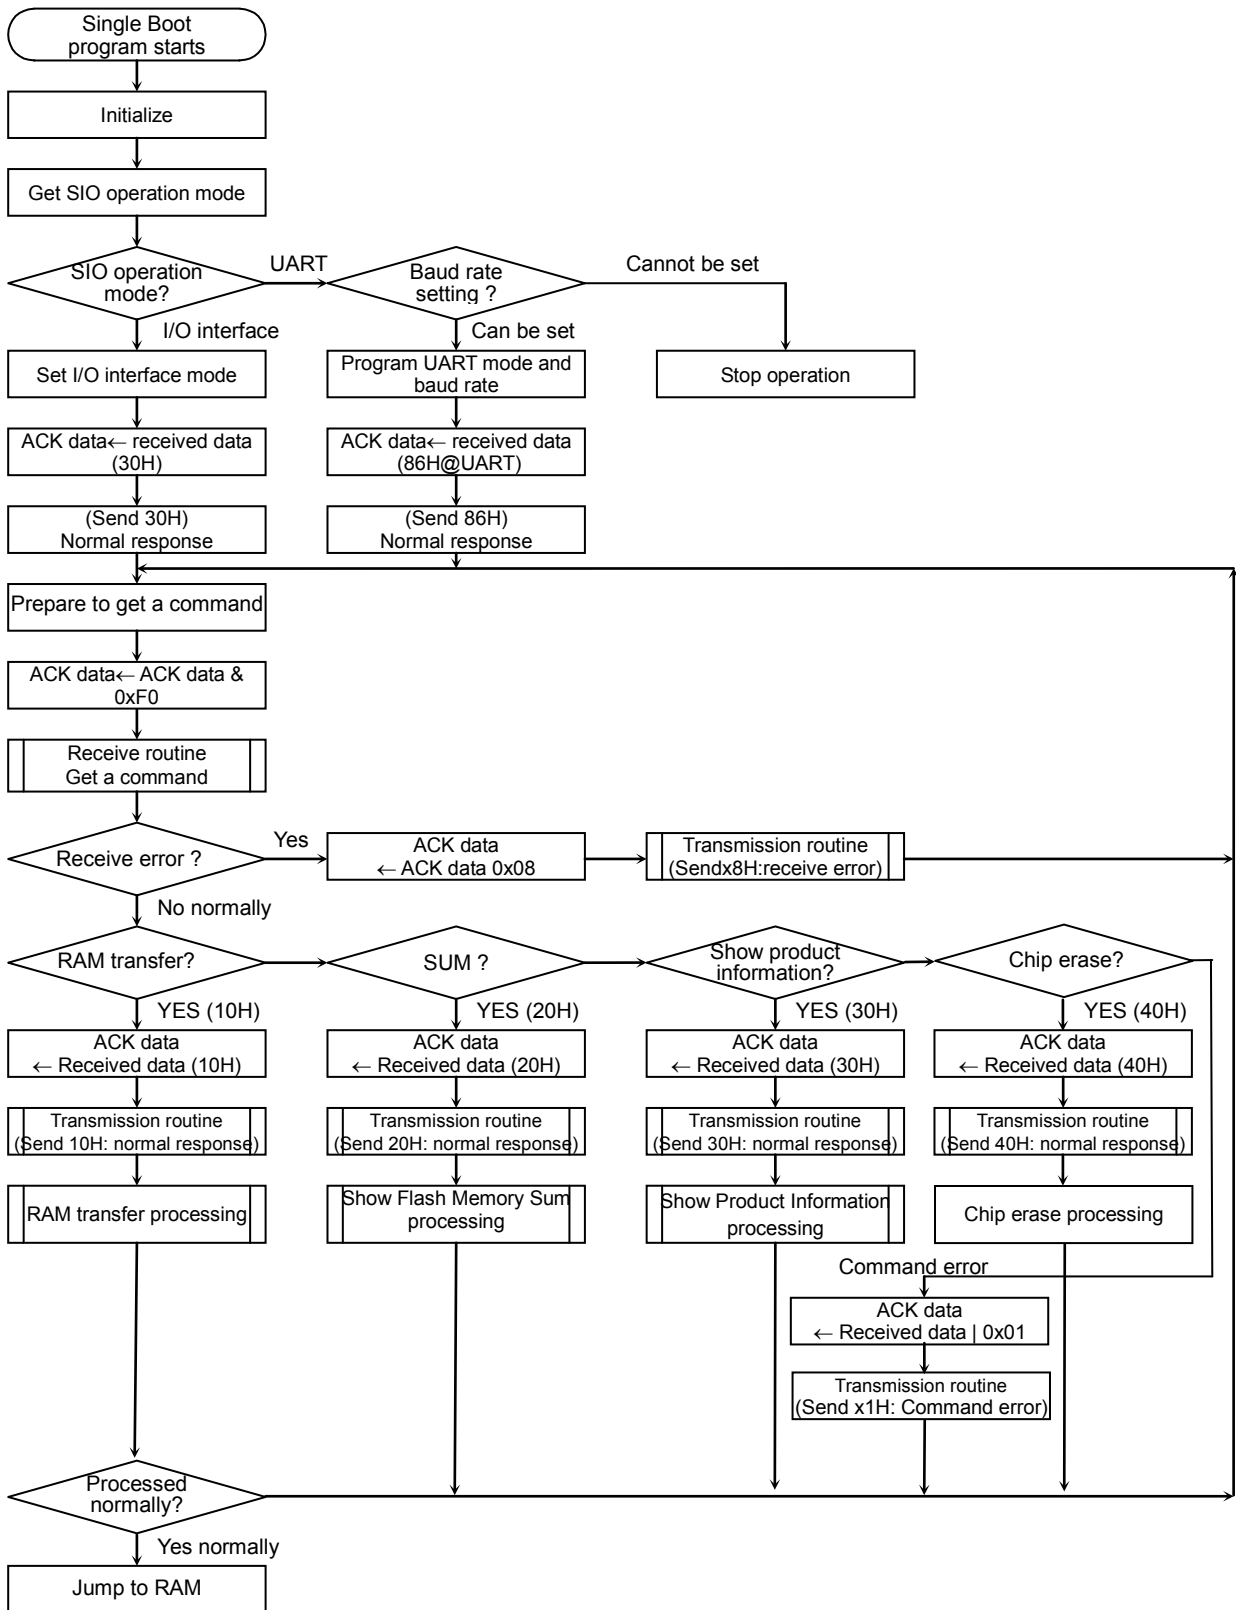 Single Boot
program starts
Initialize
Get SIO operation mode
SIO operation
mode?
UART
Baud rate
setting ?
Cannot be set
I/O interface
Can be set
Set I/O interface mode
Program UART mode and
baud rate
Stop operation
ACK data← received data
(30H)
ACK data← received data
(86H@UART)
(Send 30H)
Normal response
(Send 86H)
Normal response
Prepare to get a command
ACK data← ACK data &
0xF0
Receive routine
Get a command
Receive error ?
Yes
ACK data
← ACK data 0x08
Transmission routine
(Sendx8H:receive error)
No normally
RAM transfer?
SUM ?
Show product
information?
Chip erase?
YES (10H)
YES (20H)
YES (30H)
YES (40H)
ACK data
← Received data (10H)
ACK data
← Received data (20H)
ACK data
← Received data (30H)
ACK data
← Received data (40H)
Transmission routine
(Send 10H: normal response)
Transmission routine
(Send 20H: normal response)
Transmission routine
(Send 30H: normal response)
Transmission routine
(Send 40H: normal response)
RAM transfer processing
Show Flash Memory Sum
processing
Show Product Information
processing
Chip erase processing
Command error
ACK data
← Received data | 0x01
Transmission routine
(Send x1H: Command error)
Processed
normally?
Yes normally
Jump to RAM